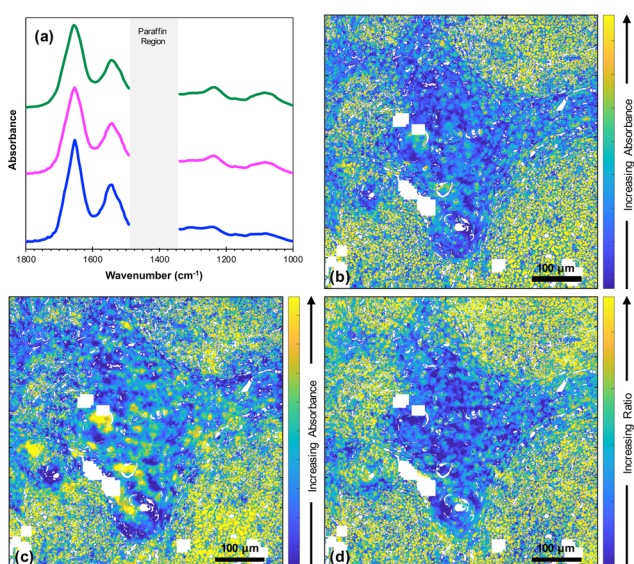 (a)
Paraffin
Region
Absorbance
1800
1600
1400
1200
1000
Wavenumber (cm-1)
(b)
100 µm
Increasing Absorbance
(c)
100 µm
Increasing Absorbance
(d)
100 µm
Increasing Ratio